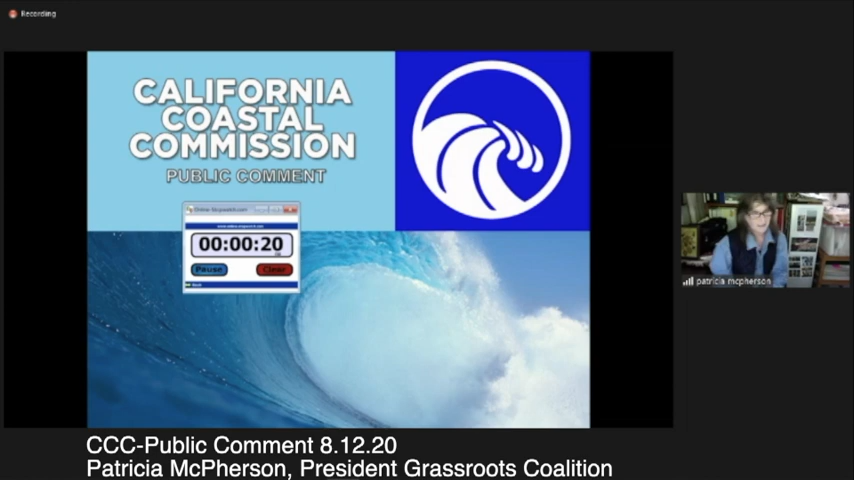 Recording
CALIFORNIA
COASTAL
COMMISSION
PUBLIC COMMENT
00:00:20
Pause
Clear
Back
patricia mcpherson
CCC-Public Comment 8.12.20
Patricia McPherson, President Grassroots Coalition